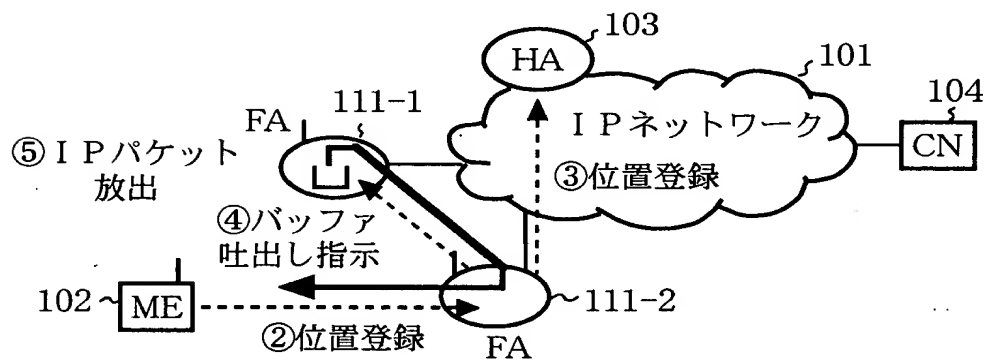 103
HA
101
104
111-1
FA
IPネットワーク
CN
⑤IPパケット
放出
③位置登録
④バッファ
吐出し指示
102
ME
111-2
②位置登録
FA